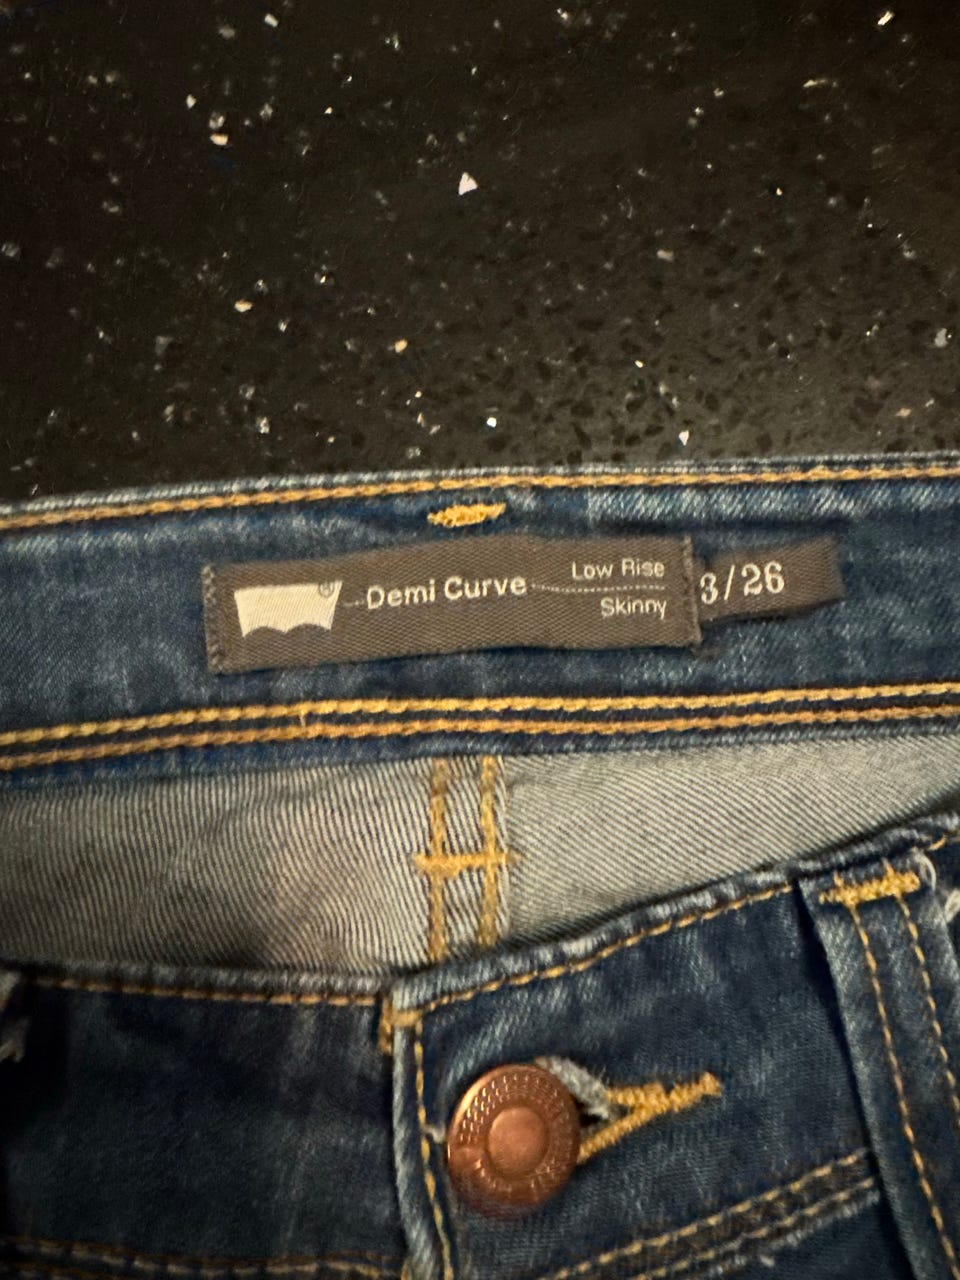 ®
Demi Curve
Low Rise
Skinny
3/26